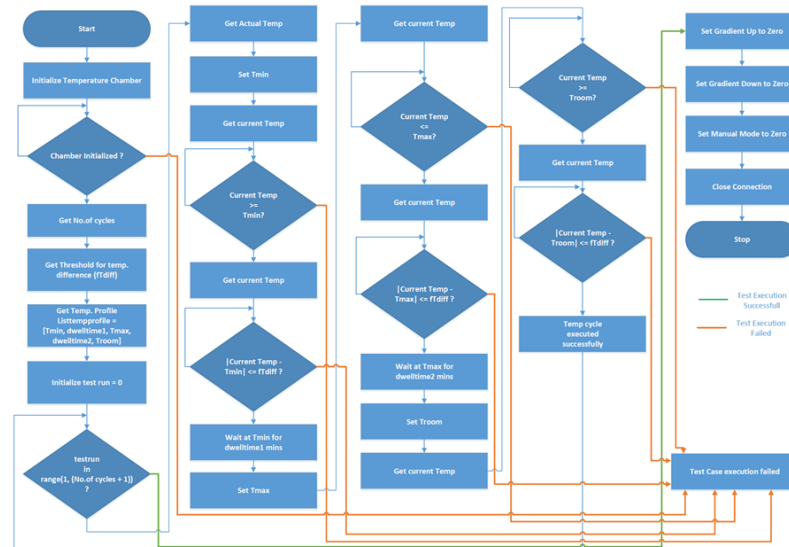 Start
Initialize Temperature Chamber
Chamber Initialized ?
Get No.of cycles
Get Threshold for temp.
difference (fTdiff)
Get Temp. Profile
Listtempprofile =
[Tmin, dwelltime1, Tmax,
dwelltime2, Troom]
Initialize test run = 0
testrun
in
range(1, (No.of cycles + 1))
?
Get Actual Temp
Set Tmin
Get current Temp
Current Temp
>=
Tmin?
Get current Temp
|Current Temp -
Tmin| <= fTdiff ?
Wait at Tmin for
dwelltime1 mins
Set Tmax
Get current Temp
Current Temp
<=
Tmax?
Get current Temp
|Current Temp -
Tmax| <= fTdiff ?
Wait at Tmax for
dwelltime2 mins
Set Troom
Get current Temp
Current Temp
>=
Troom?
Get current Temp
|Current Temp -
Troom| <= fTdiff ?
Temp cycle
executed
successfully
Set Gradient Up to Zero
Set Gradient Down to Zero
Set Manual Mode to Zero
Close Connection
Stop
Test Execution
Successfull
Test Execution
Failed
Test Case execution failed